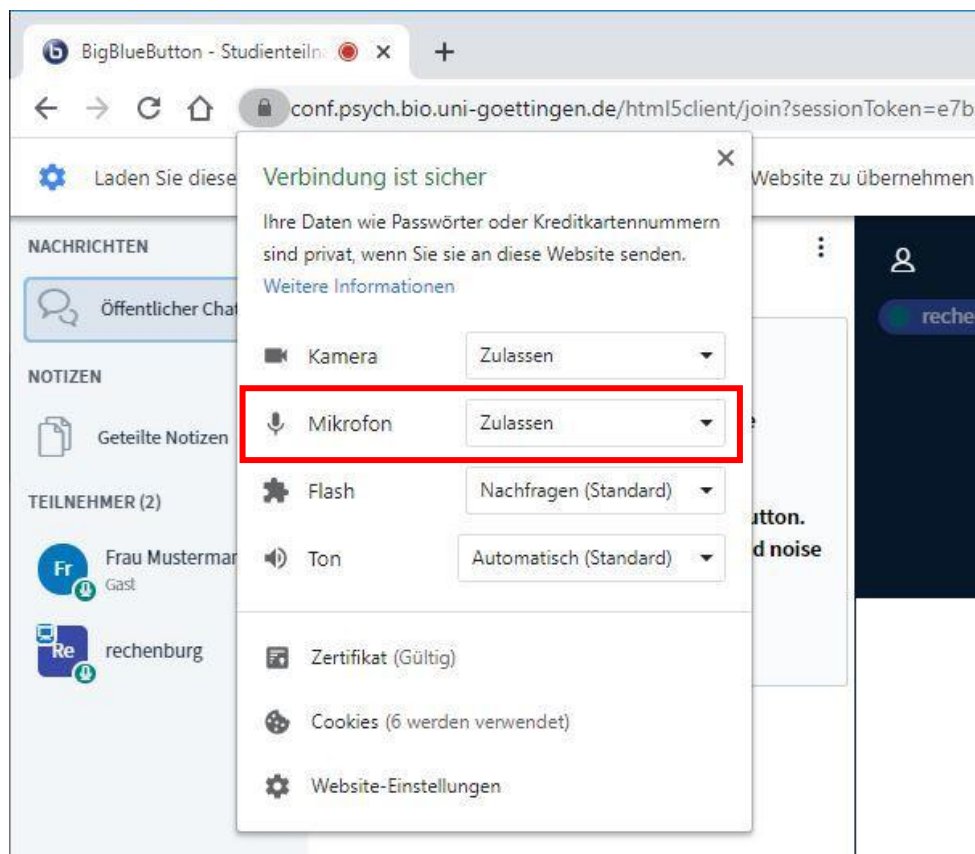 BigBlueButton - Studienteiln
conf.psych.bio.uni-goettingen.de/html5client/join?sessionToken=e7b
Laden Sie diese
Website zu übernehmen
Verbindung ist sicher
Ihre Daten wie Passwörter oder Kreditkartennummern
sind privat, wenn Sie sie an diese Website senden.
Weitere Informationen
Kamera Zulassen
Mikrofon Zulassen
Flash Nachfragen (Standard)
Ton Automatisch (Standard)
Zertifikat (Gültig)
Cookies (6 werden verwendet)
Website-Einstellungen
NACHRICHTEN
Öffentlicher Chat
NOTIZEN
Geteilte Notizen
TEILNEHMER (2)
Fr
Frau Musterman
Gast
Re
rechenburg
utton.
d noise
reche